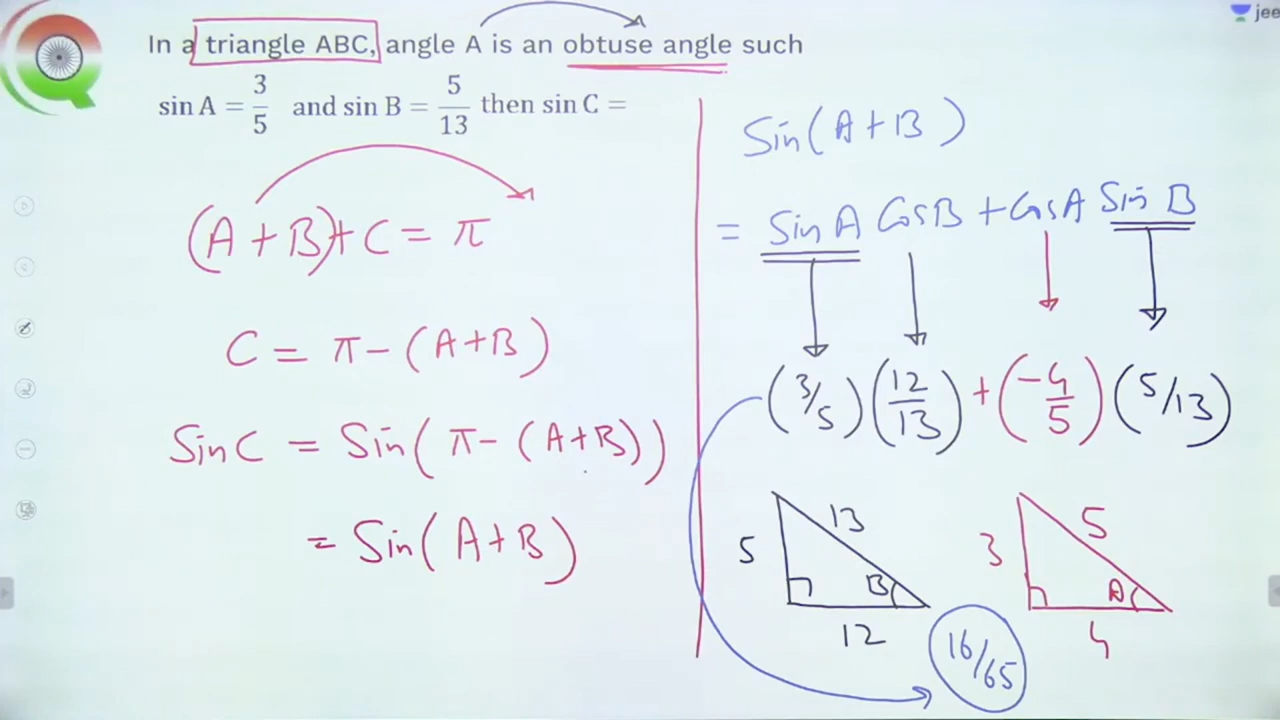 In a triangle ABC, angle A is an obtuse angle such
sin A = 3/5 and sin B = 5/13 then sin C =
(A + B) + C = π
C = π - (A+B)
Sin C = Sin( π - (A+B))
= Sin( A+B)
Sin(A+B)
= Sin A Cos B + Cos A Sin B
(3/5)(12/13) + (-4/5)(5/13)
13
5
B
12
5
3
A
4
16/65
jee